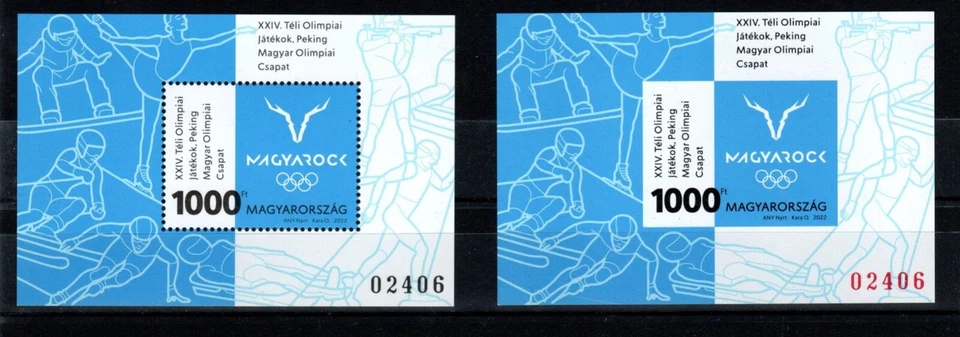 XXIV. Téli Olimpiai
Játékok, Peking
Magyar Olimpiai
Csapat
XXIV. Téli Olimpiai
Játékok, Peking
Magyar Olimpiai
Csapat
MAGYAROCK
1000Ft
MAGYARORSZÁG
ANY Nyrt. Kara O. 2022
02406
XXIV. Téli Olimpiai
Játékok, Peking
Magyar Olimpiai
Csapat
XXIV. Téli Olimpiai
Játékok, Peking
Magyar Olimpiai
Csapat
MAGYAROCK
1000Ft
MAGYARORSZÁG
ANY Nyrt. Kara O. 2022
02406